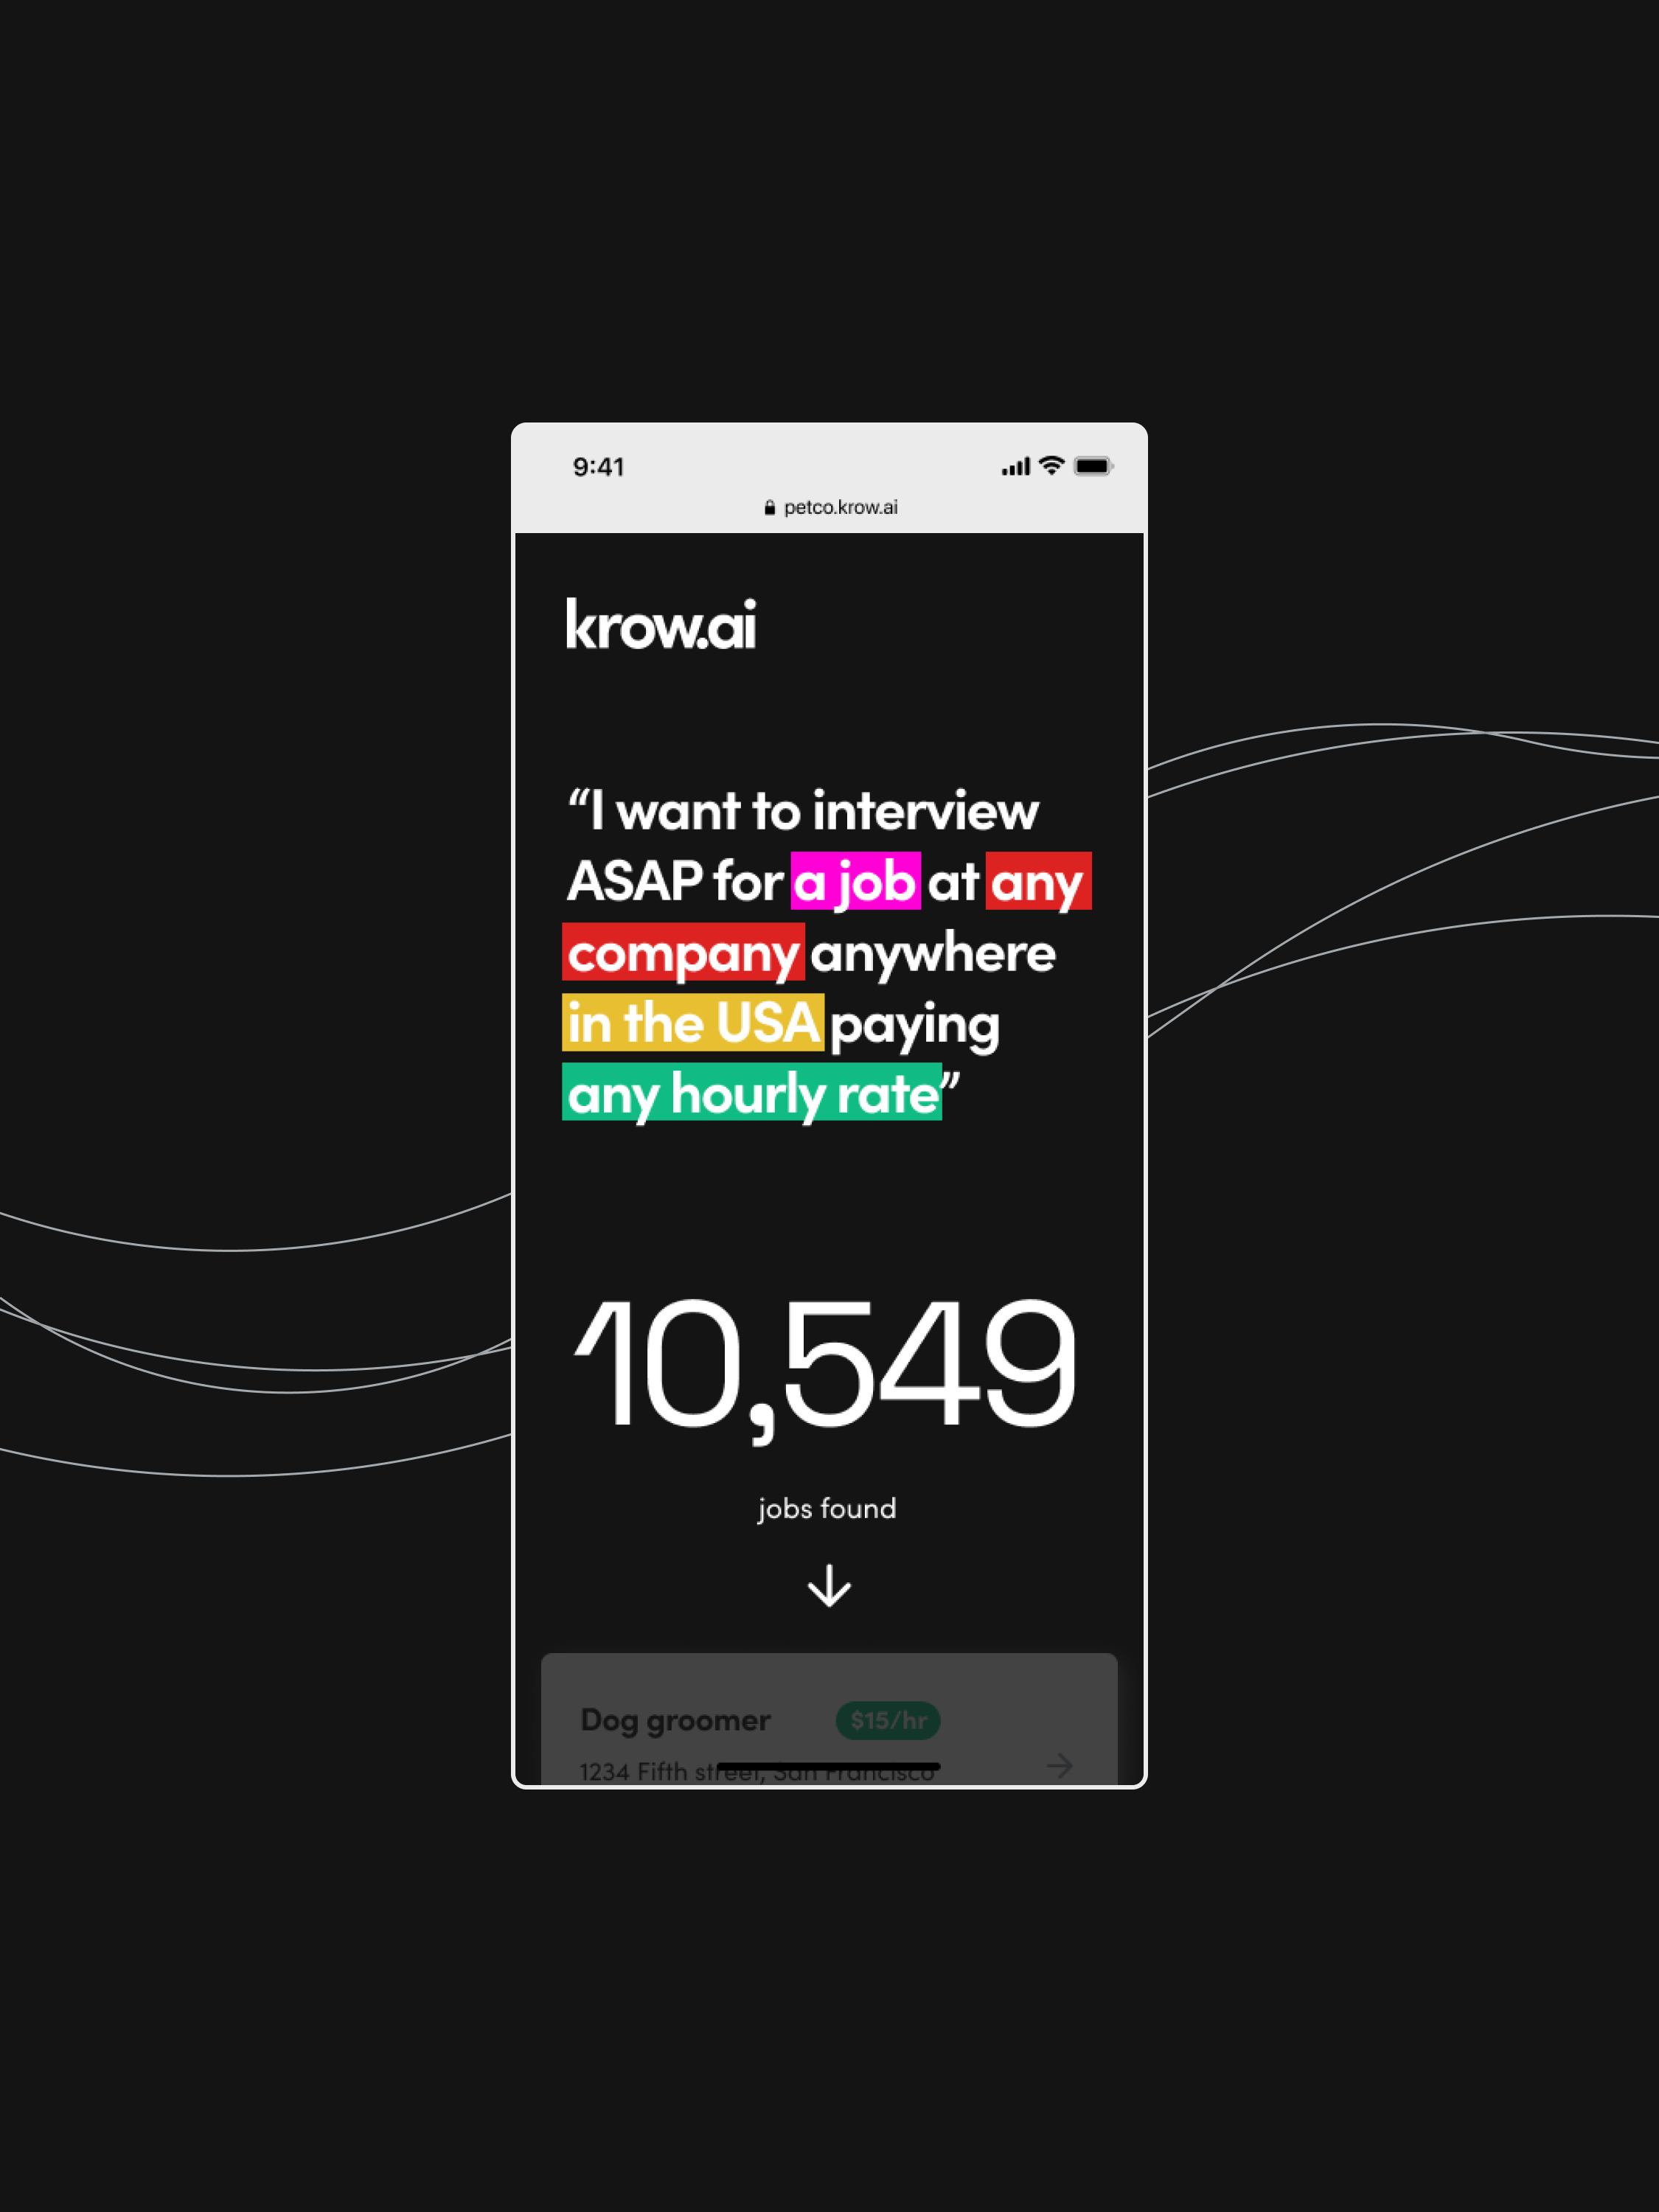 9:41
petco.krow.ai
krow.ai
“I want to interview
ASAP for a job at any
company anywhere
in the USA paying
any hourly rate”
10,549
jobs found
Dog groomer
$15/hr
1234 Fifth street, San Francisco